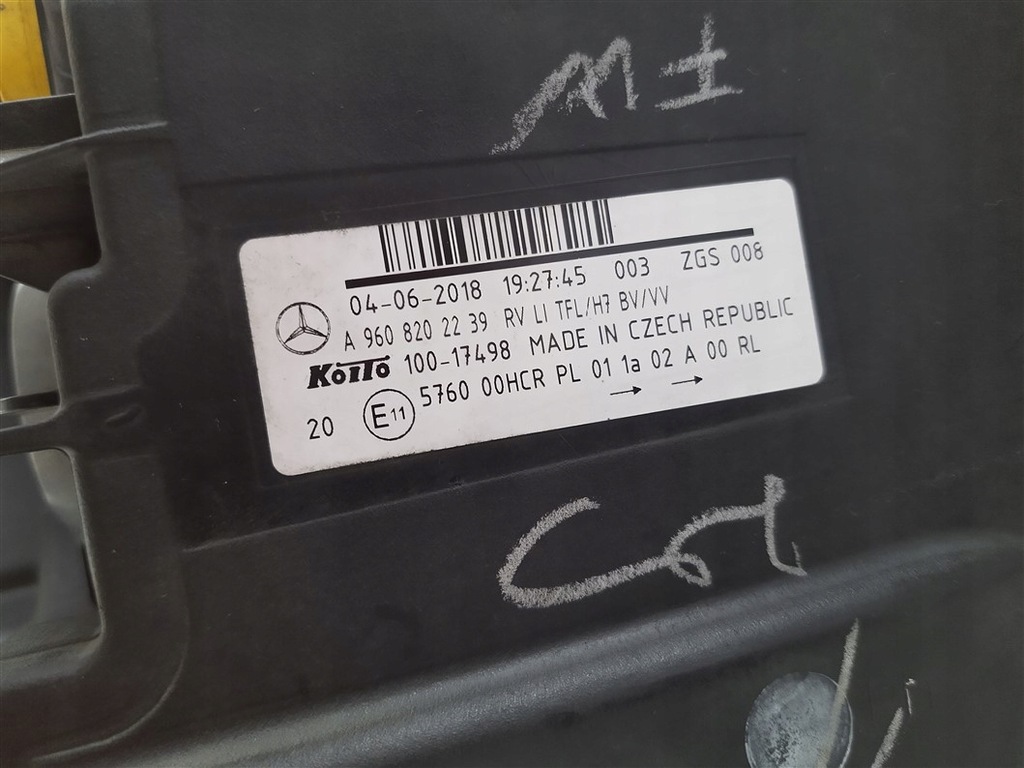 04-06-2018 19:27:45 003 ZGS 008
A 960 820 22 39 RV LI TFL/H7 BV/VV
KOITO 100-17498 MADE IN CZECH REPUBLIC
20 E11 5760 00HCR PL 01 1a 02 A 00 RL
→ →